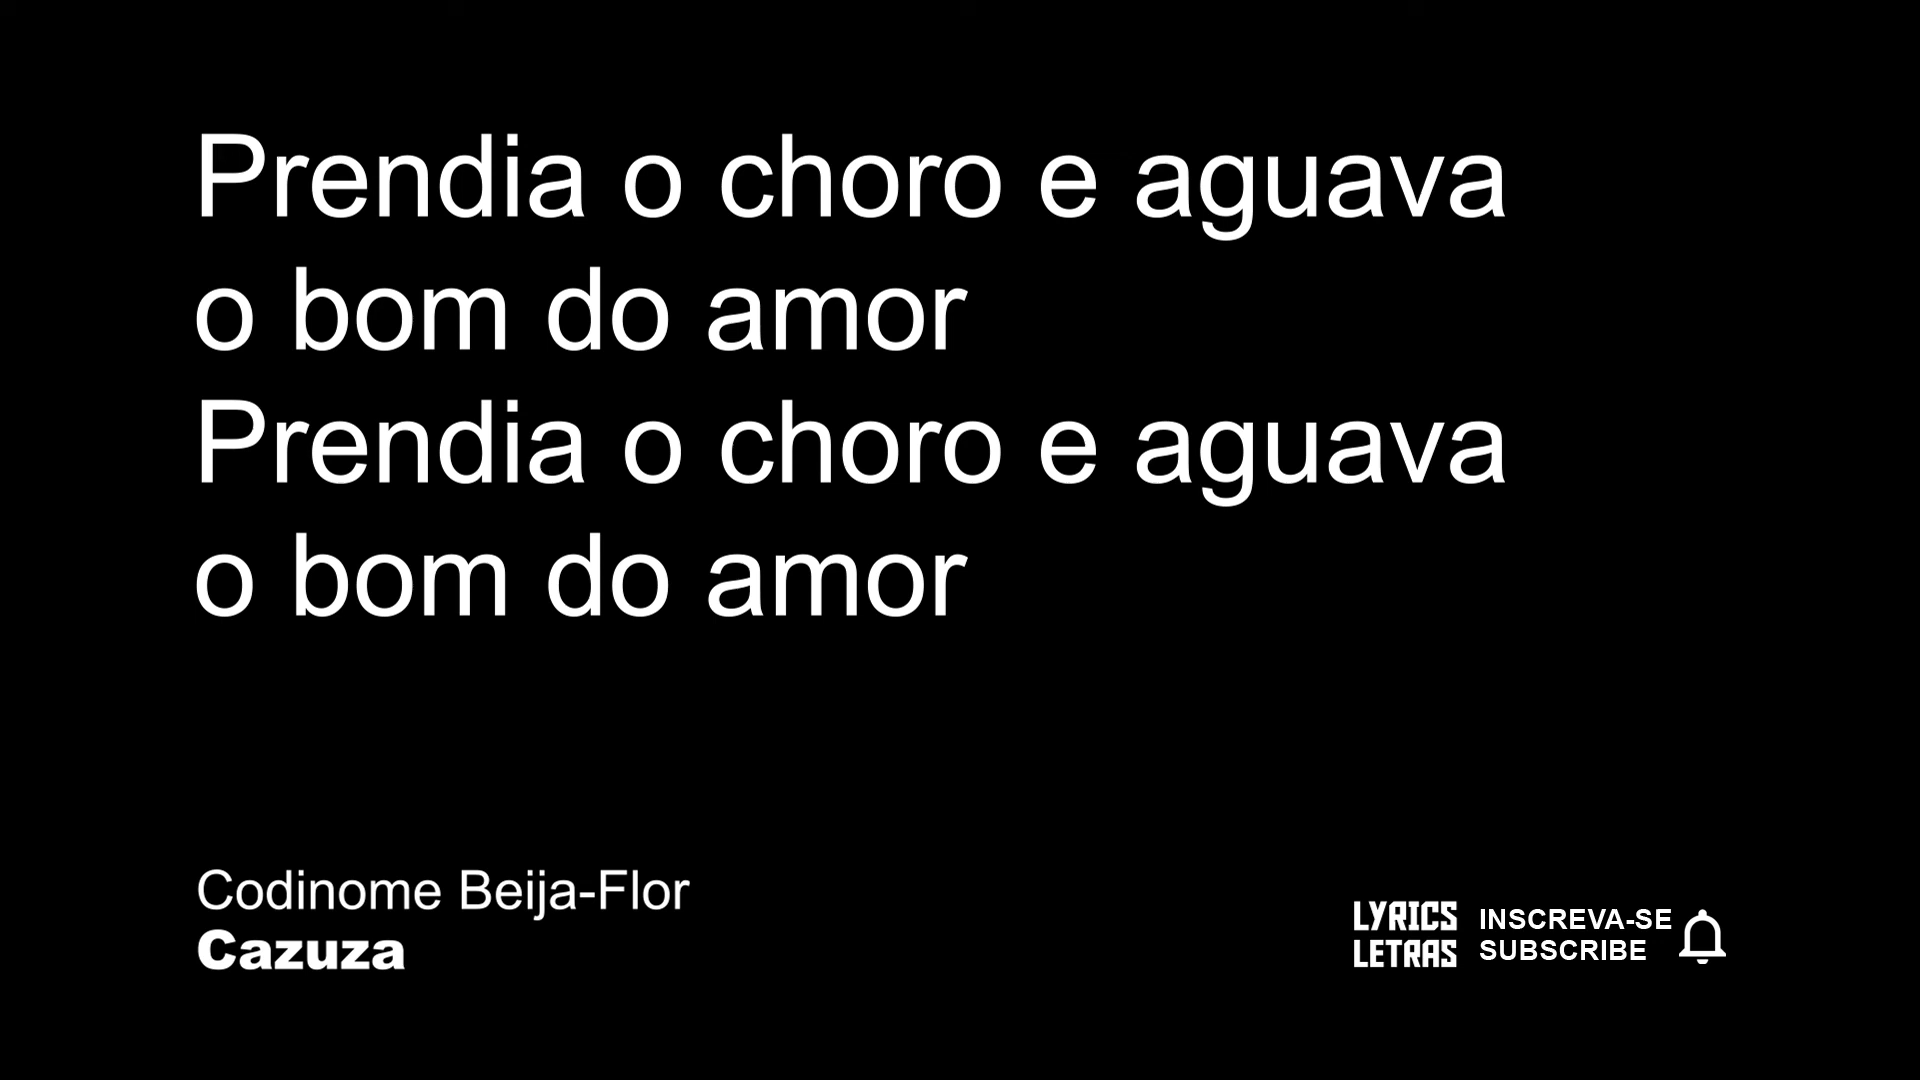 Prendia o choro e aguava
o bom do amor
Prendia o choro e aguava
o bom do amor
Codinome Beija-Flor
Cazuza
LYRICS
LETRAS
INSCREVA-SE
SUBSCRIBE